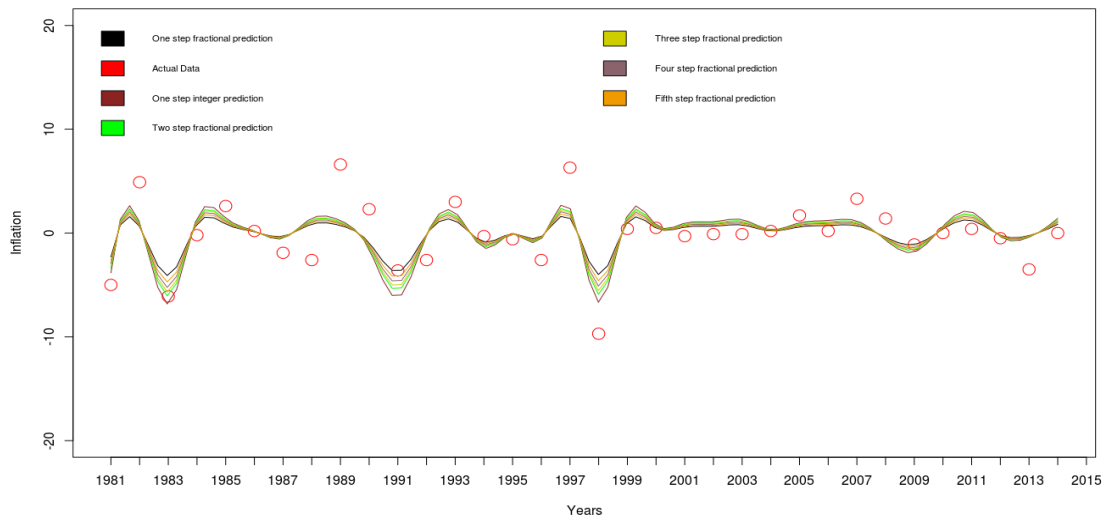 20
10
0
-10
-20
Inflation
One step fractional prediction
Actual Data
One step integer prediction
Two step fractional prediction
Three step fractional prediction
Four step fractional prediction
Fifth step fractional prediction
1981 1983 1985 1987 1989 1991 1993 1995 1997 1999 2001 2003 2005 2007 2009 2011 2013 2015
Years